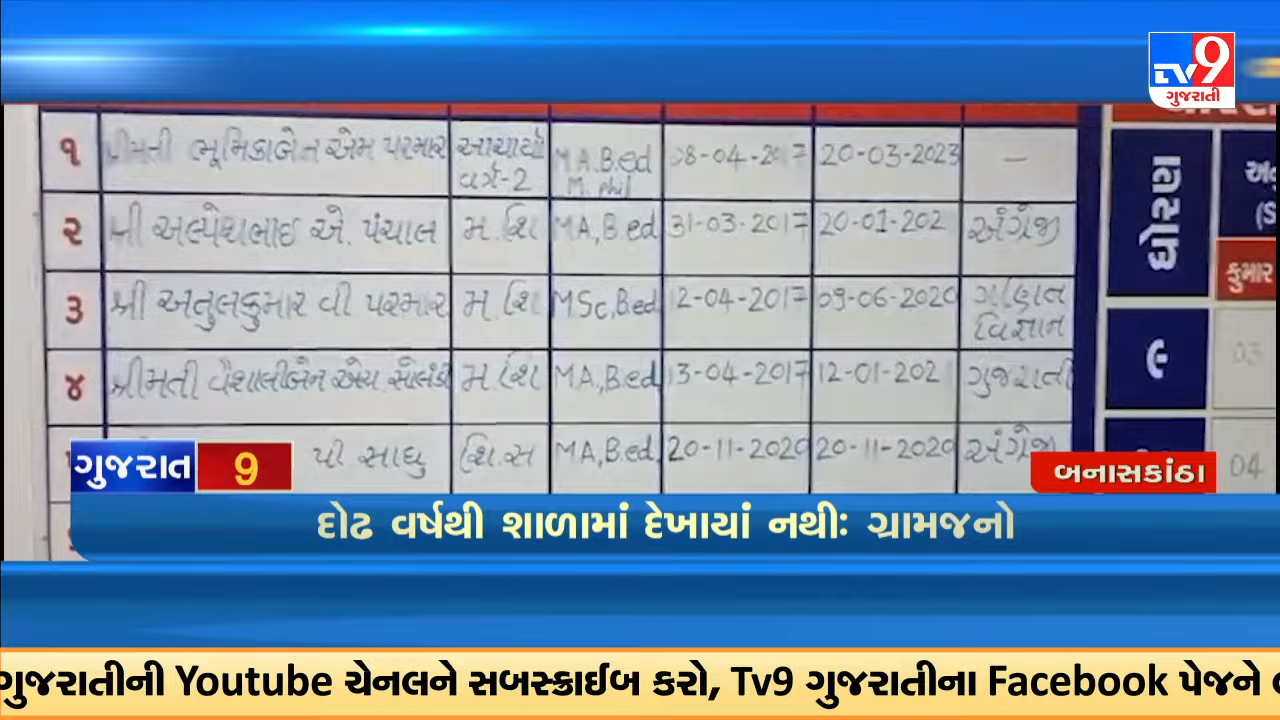 TV9
ગુજરાતી
૧ શ્રીમતી ભૂમિકાબેન એમ પરમાર આચાર્ય વર્ગ-2 M A.B.ed M. phil 08-04-2017 20-03-2023 —
૨ શ્રી અલ્પેશભાઈ એ. પંચાલ મ.શિ MA,B.ed 31-03-2017 20-01-202 અંગ્રેજી
૩ શ્રી અતુલકુમાર વી પરમાર મ.શિ MSc,B.ed 12-04-2017 09-06-2020 ગણિત વિજ્ઞાન
૪ શ્રીમતી વૈશાલીબેન એચ સોલંકી મ.શિ MA,B.ed 13-04-2017 12-01-202 ગુજરાતી
પી. સાધુ શિ.સ MA,B.ed 20-11-2020 20-11-2020 અંગ્રેજી
ધોરણ
કુમાર
૯ 03
04
ગુજરાત 9
બનાસકાંઠા
દોઢ વર્ષથી શાળામાં દેખાયાં નથીઃ ગ્રામજનો
ગુજરાતીની Youtube ચેનલને સબસ્ક્રાઈબ કરો, Tv9 ગુજરાતીના Facebook પેજને